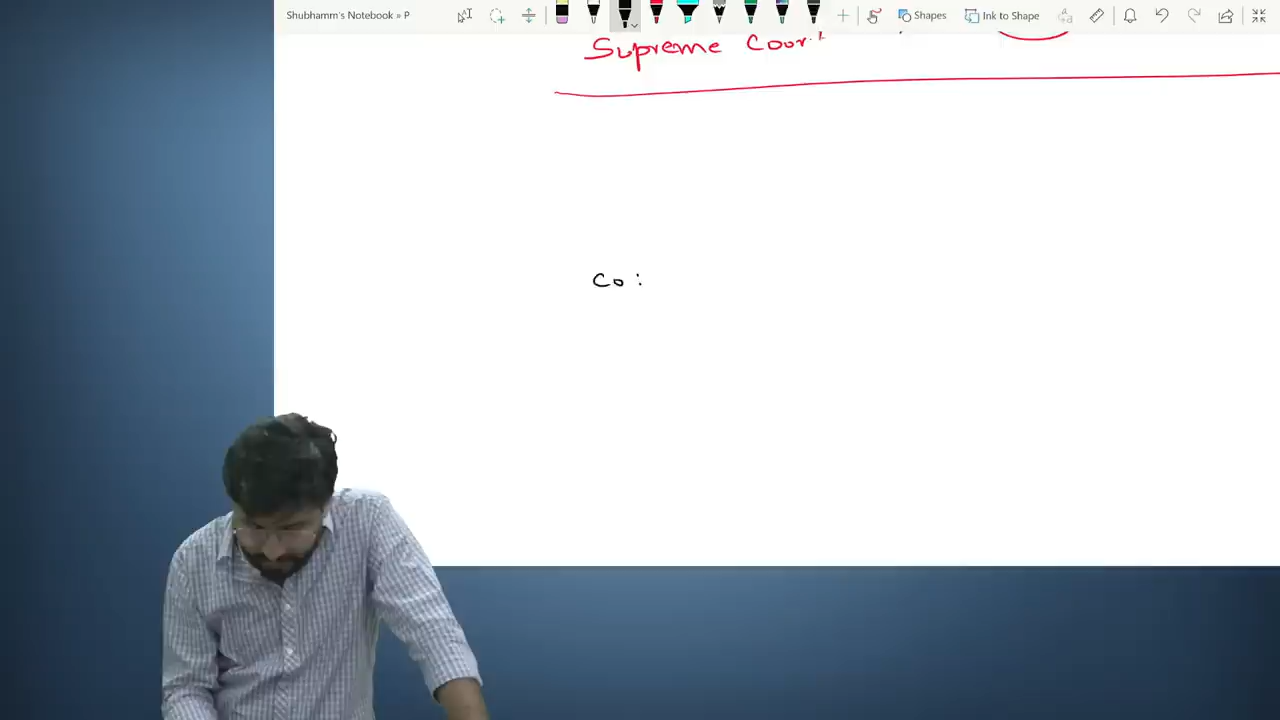 Shubhamm's Notebook » P
Shapes
Ink to Shape
Supreme Court
Co :